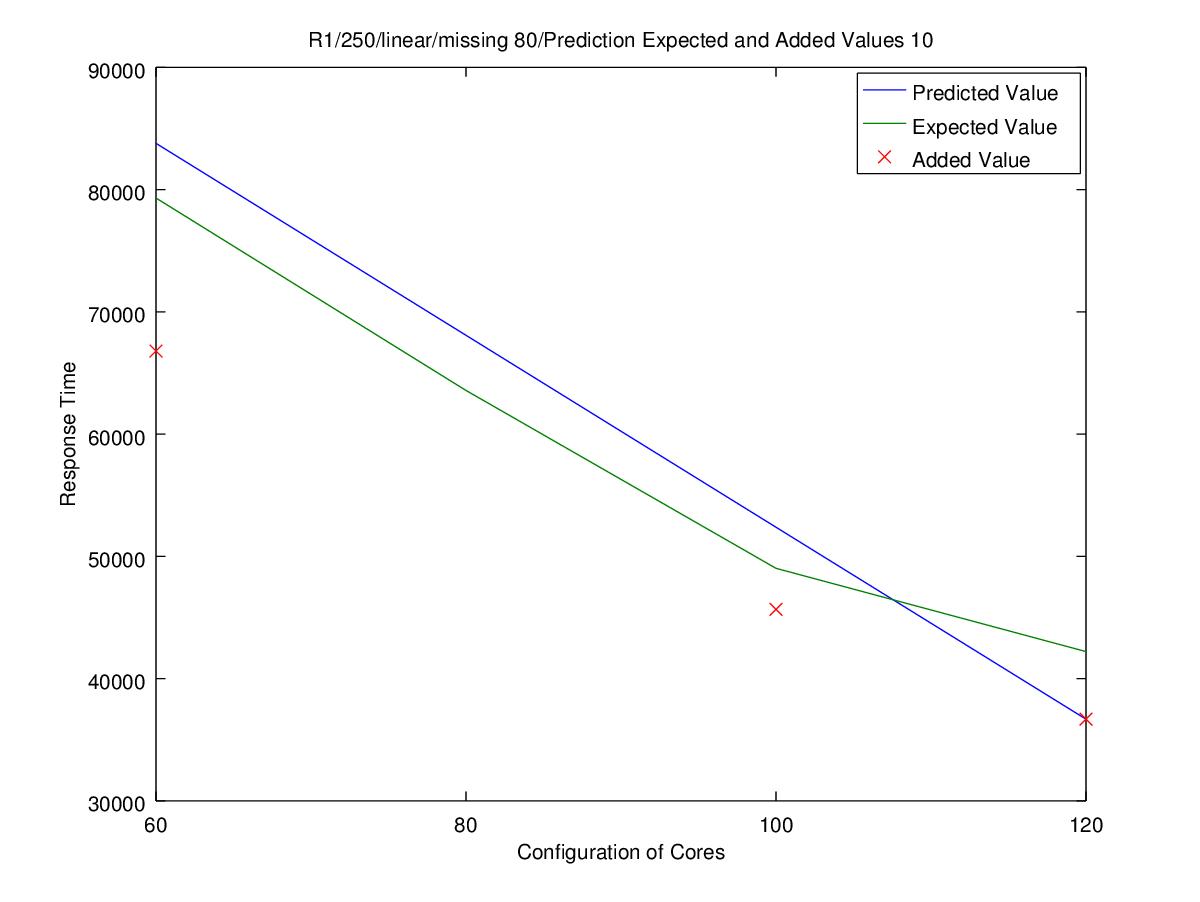 R1/250/linear/missing 80/Prediction Expected and Added Values 10
90000
80000
70000
60000
50000
40000
30000
Response Time
60
80
100
120
Configuration of Cores
Predicted Value
Expected Value
Added Value